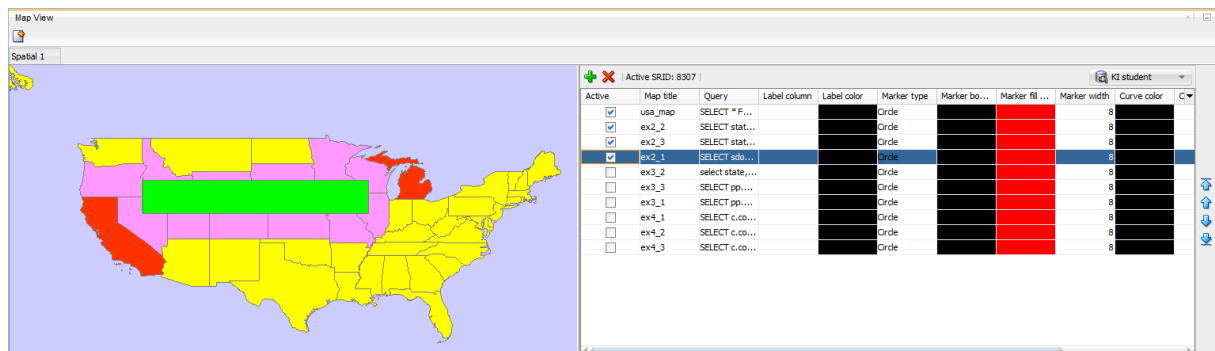 Map View
Spatial 1
Active SRID: 8307
KI student
Active Map title Query Label column Label color Marker type Marker bo... Marker fill ... Marker width Curve color C
usa_map SELECT * F... Circle 8
ex2_2 SELECT stat... Circle 8
ex2_3 SELECT stat... Circle 8
ex2_1 SELECT sdo... Circle 8
ex3_2 select state,... Circle 8
ex3_3 SELECT pp.... Circle 8
ex3_1 SELECT pp.... Circle 8
ex4_1 SELECT c.co... Circle 8
ex4_2 SELECT c.co... Circle 8
ex4_3 SELECT c.co... Circle 8